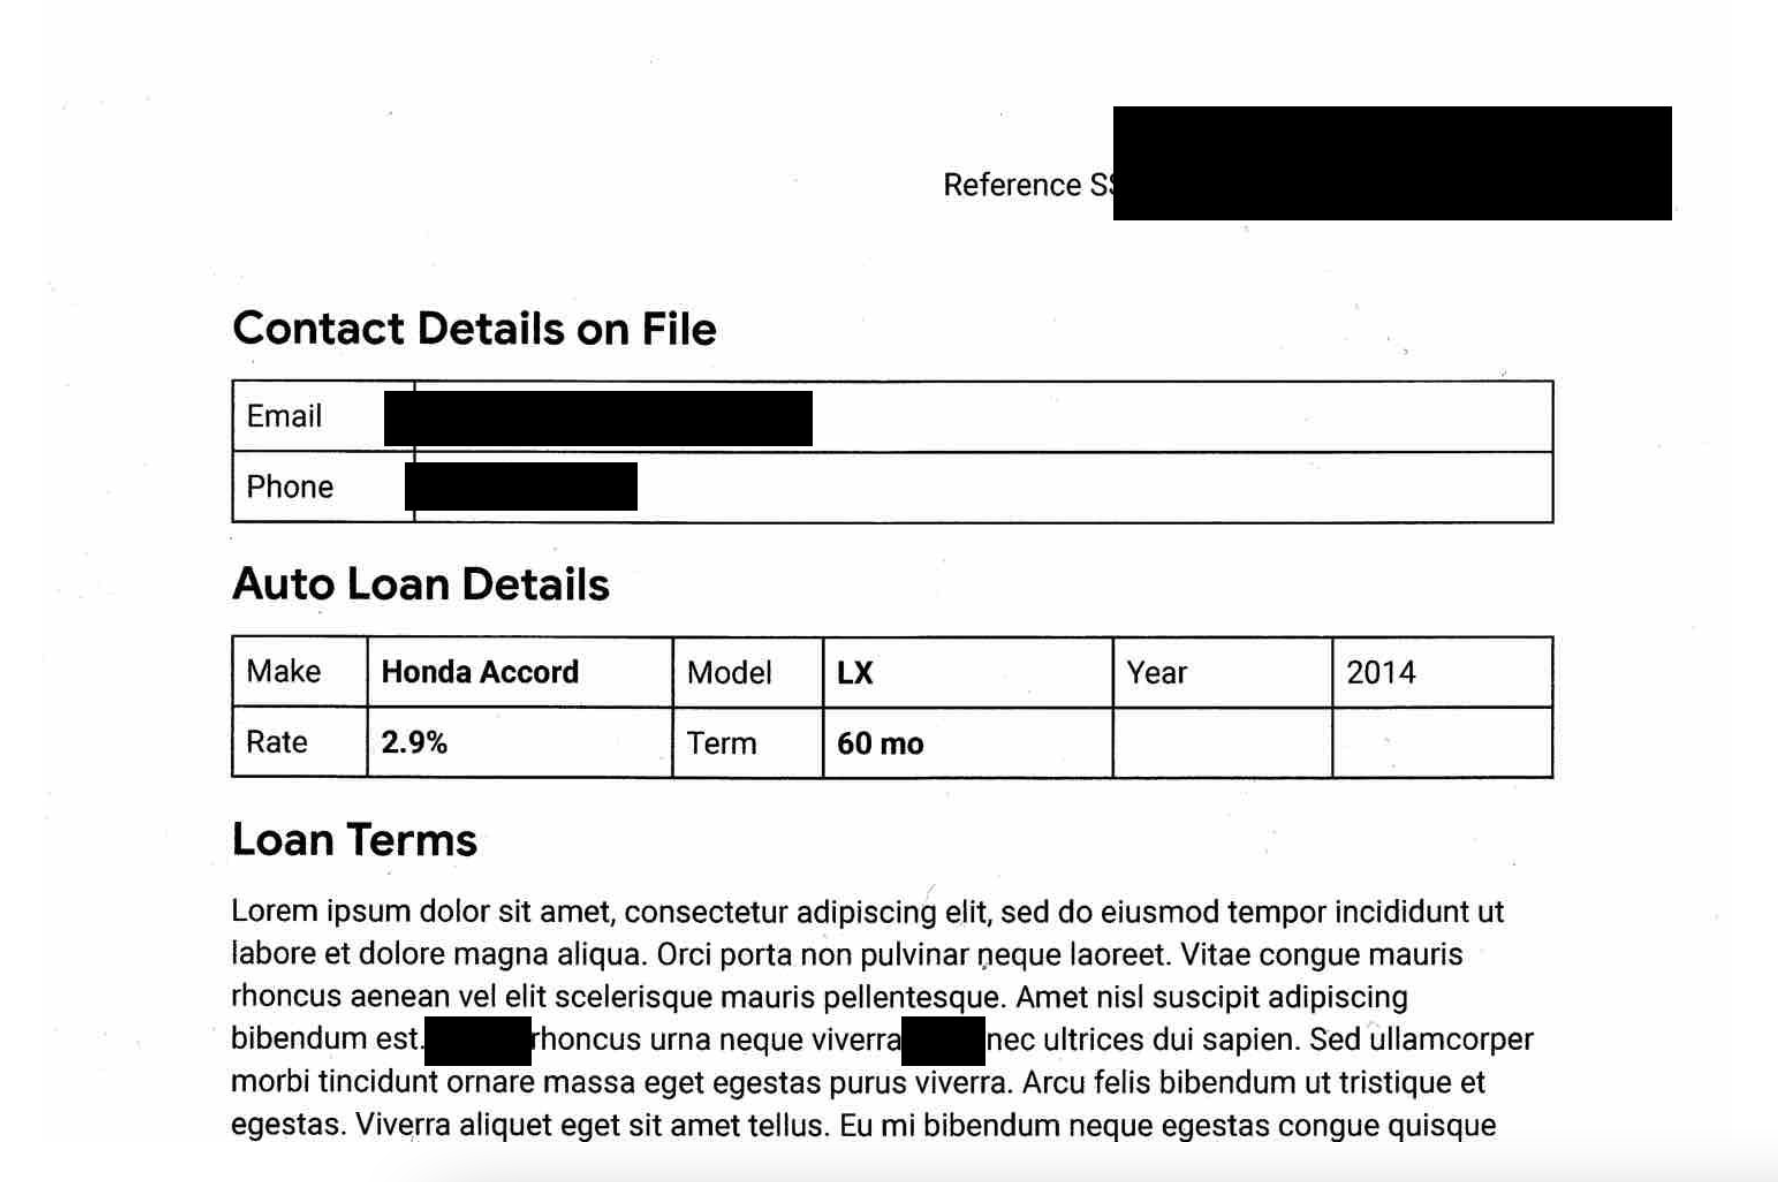 Reference SS
Contact Details on File
Email
Phone
Auto Loan Details
Make Honda Accord Model LX Year 2014
Rate 2.9% Term 60 mo
Loan Terms
Lorem ipsum dolor sit amet, consectetur adipiscing elit, sed do eiusmod tempor incididunt ut
labore et dolore magna aliqua. Orci porta non pulvinar neque laoreet. Vitae congue mauris
rhoncus aenean vel elit scelerisque mauris pellentesque. Amet nisl suscipit adipiscing
bibendum est. rhoncus urna neque viverra nec ultrices dui sapien. Sed ullamcorper
morbi tincidunt ornare massa eget egestas purus viverra. Arcu felis bibendum ut tristique et
egestas. Viverra aliquet eget sit amet tellus. Eu mi bibendum neque egestas congue quisque